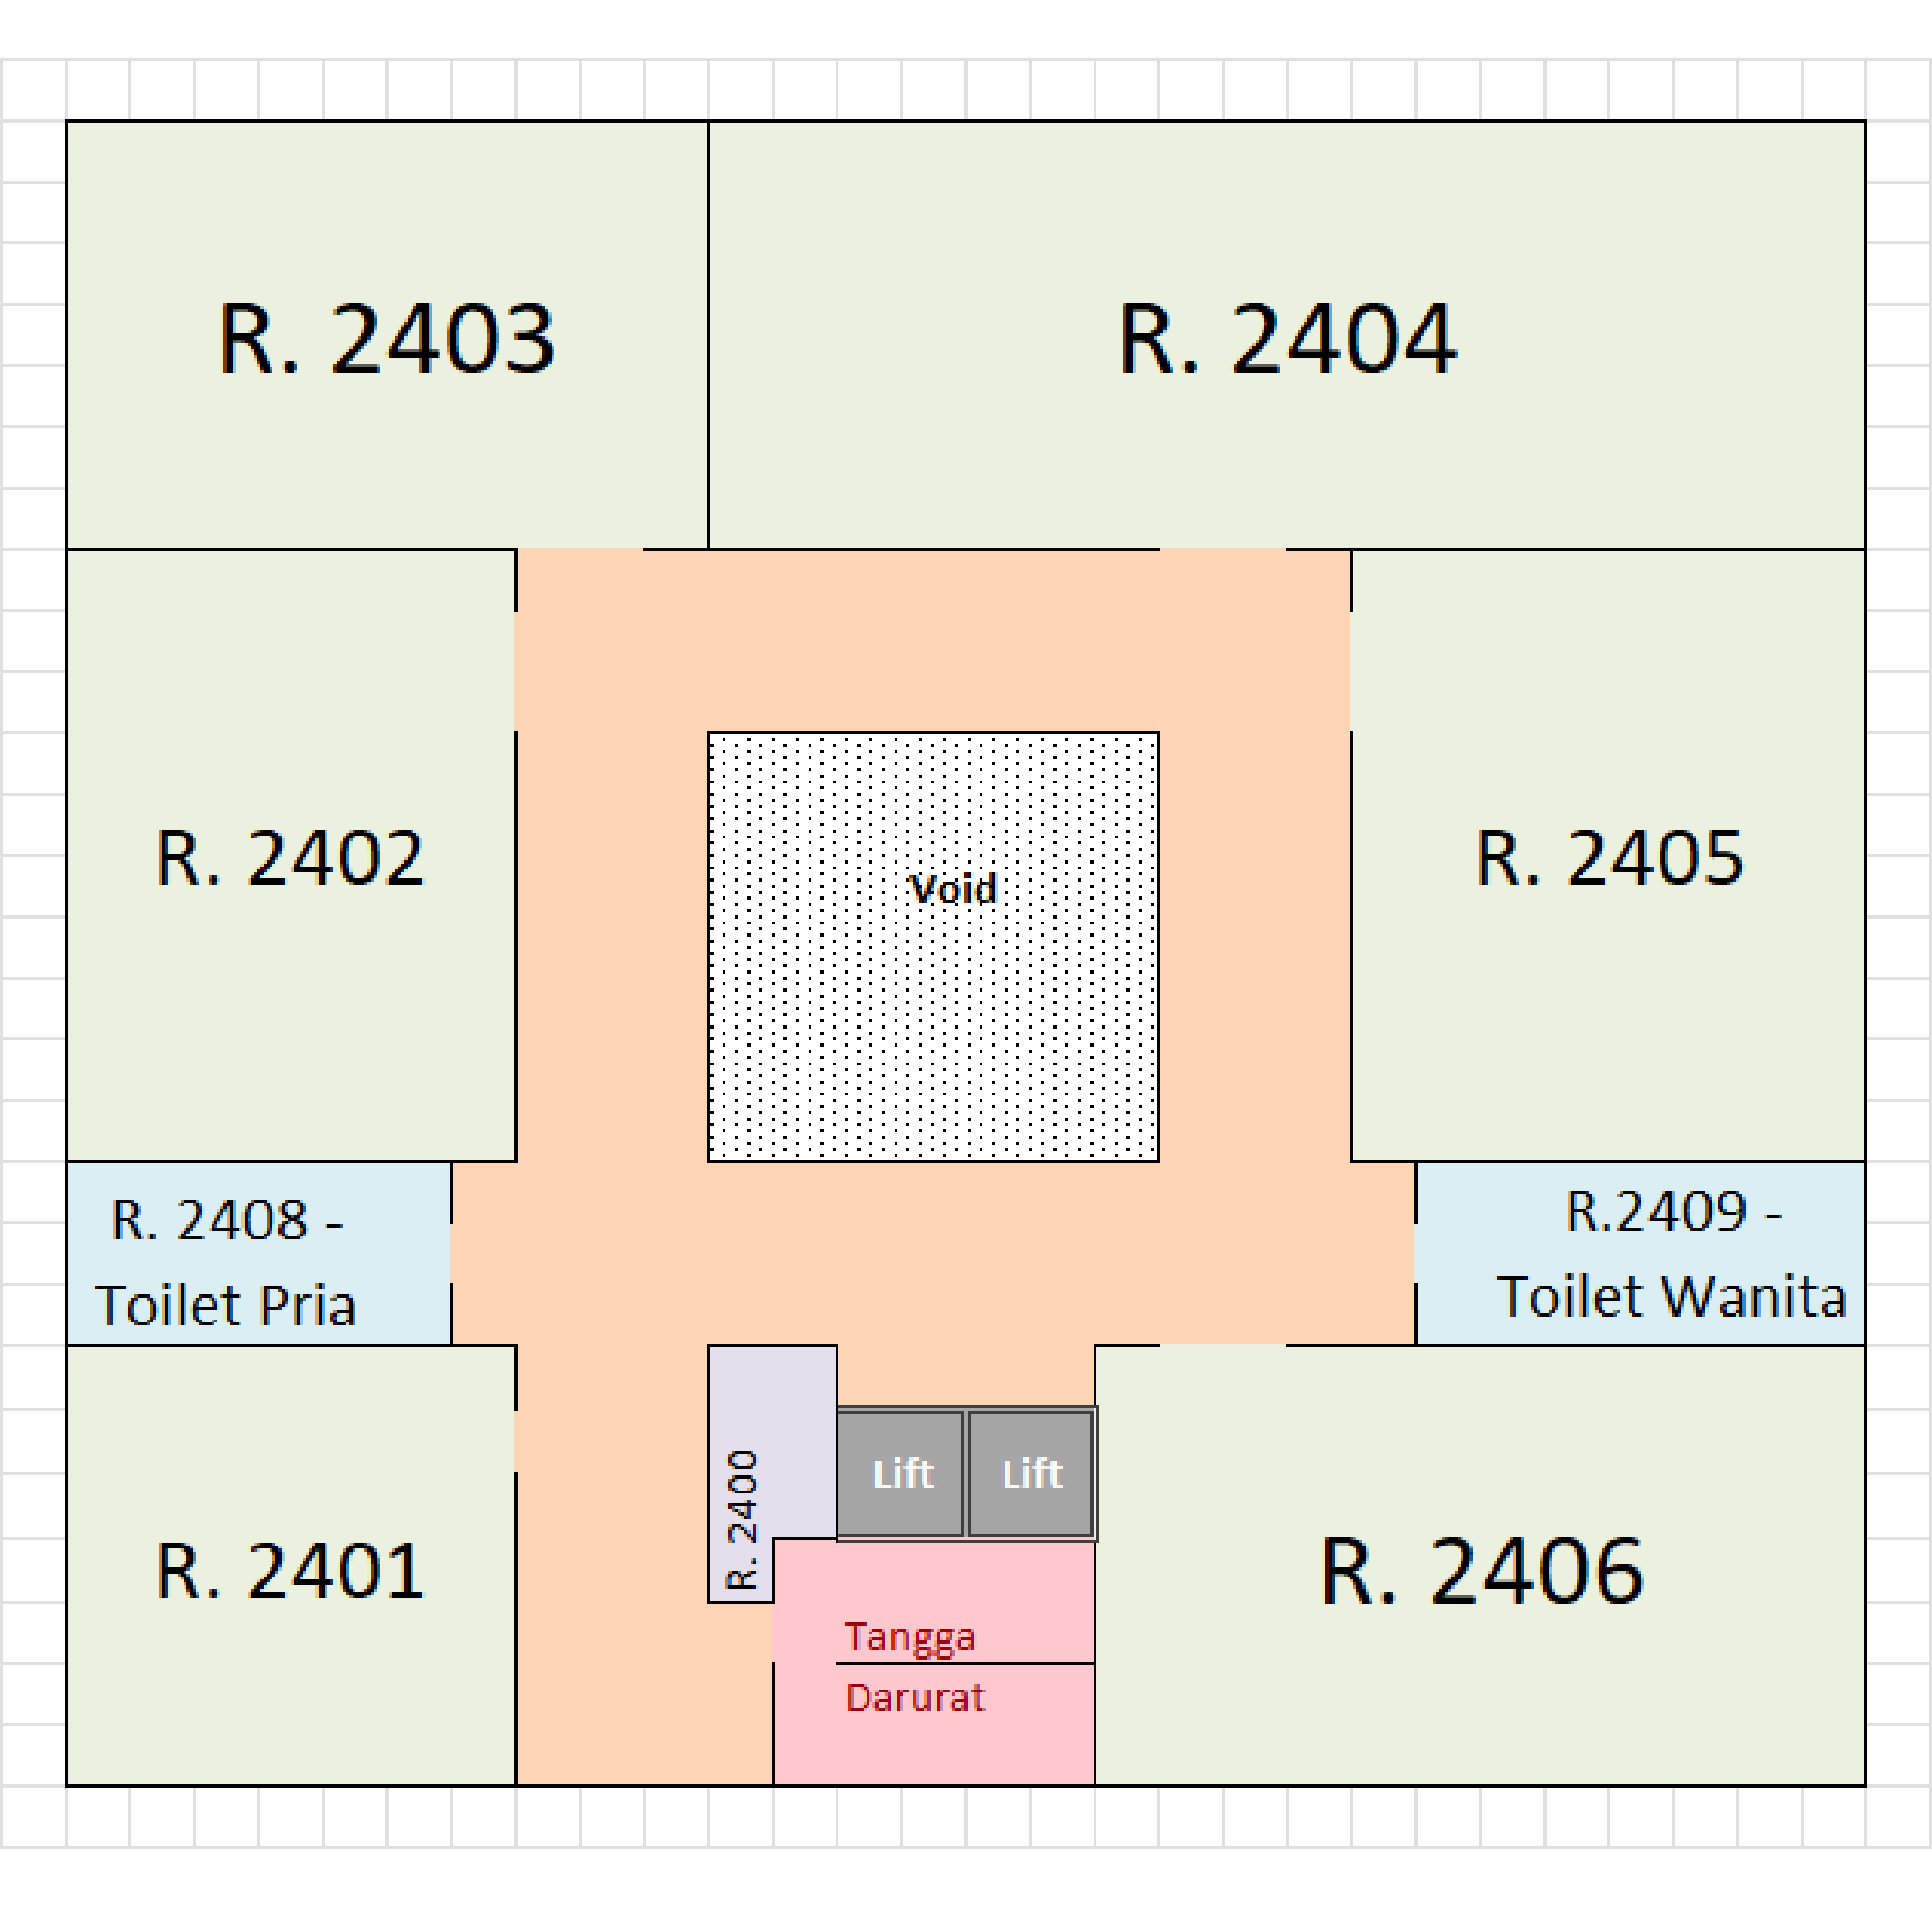 R. 2403
R. 2404
R. 2402
Void
R. 2405
R. 2408 -
Toilet Pria
R.2409 -
Toilet Wanita
R. 2400
Lift
Lift
R. 2401
R. 2406
Tangga
Darurat